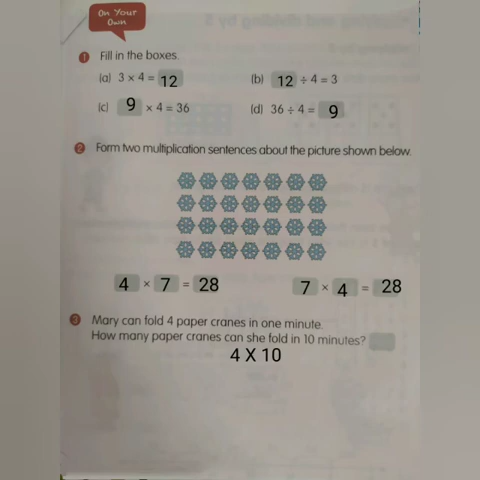 On Your
Own
1 Fill in the boxes.
(a) 3 × 4 = 12 (b) 12 ÷ 4 = 3
(c) 9 × 4 = 36 (d) 36 ÷ 4 = 9
2 Form two multiplication sentences about the picture shown below.
4 × 7 = 28 7 × 4 = 28
3 Mary can fold 4 paper cranes in one minute.
How many paper cranes can she fold in 10 minutes?
4 X 10